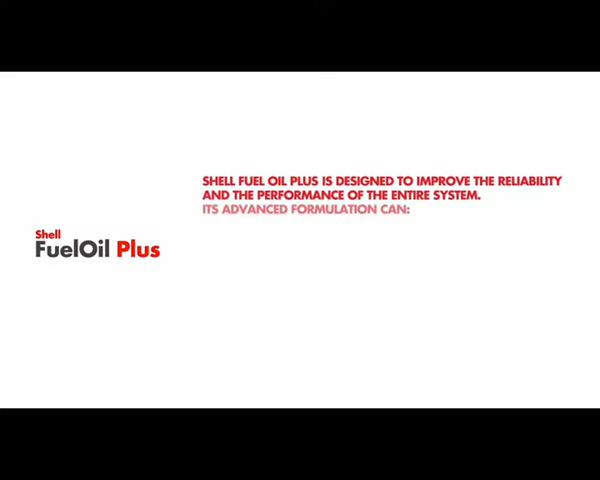 SHELL FUEL OIL PLUS IS DESIGNED TO IMPROVE THE RELIABILITY
AND THE PERFORMANCE OF THE ENTIRE SYSTEM.
ITS ADVANCED FORMULATION CAN:
Shell
FuelOil Plus